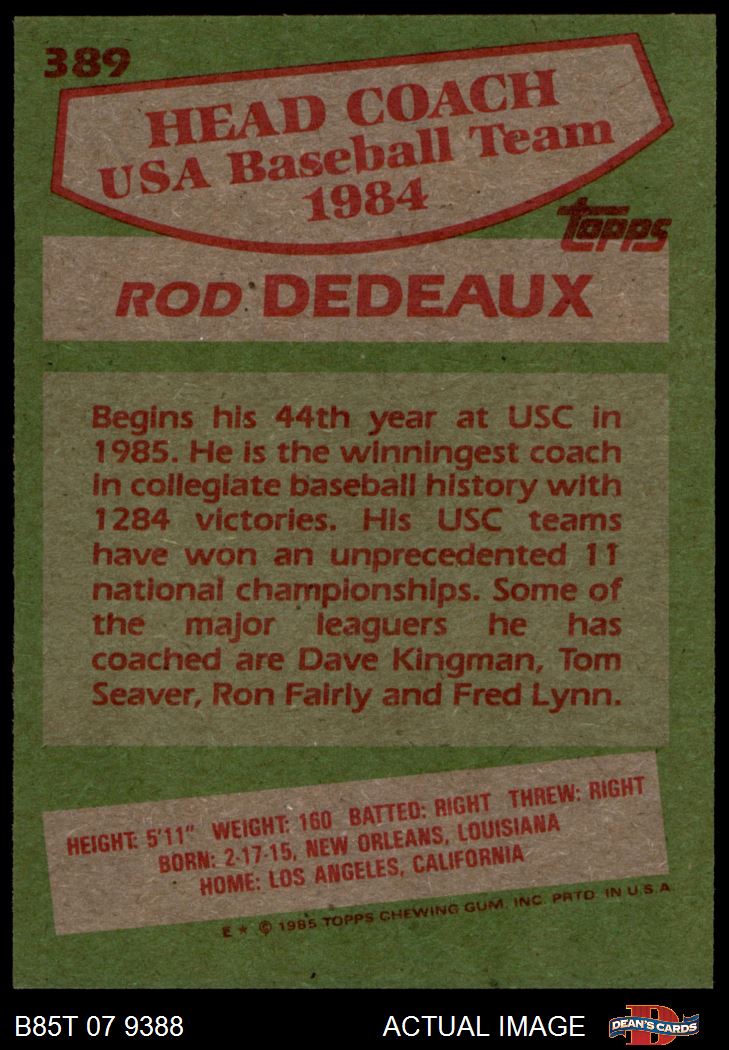 389
HEAD COACH
USA Baseball Team
1984
TOPPS
ROD DEDEAUX
Begins his 44th year at USC in
1985. He is the winningest coach
in collegiate baseball history with
1284 victories. His USC teams
have won an unprecedented 11
national championships. Some of
the major leaguers he has
coached are Dave Kingman, Tom
Seaver, Ron Fairly and Fred Lynn.
HEIGHT: 5'11" WEIGHT: 160 BATTED: RIGHT THREW: RIGHT
BORN: 2-17-15, NEW ORLEANS, LOUISIANA
HOME: LOS ANGELES, CALIFORNIA
E * © 1985 TOPPS CHEWING GUM, INC. PRTD. IN U.S.A.
B85T 07 9388 ACTUAL IMAGE D DEAN'S CARDS